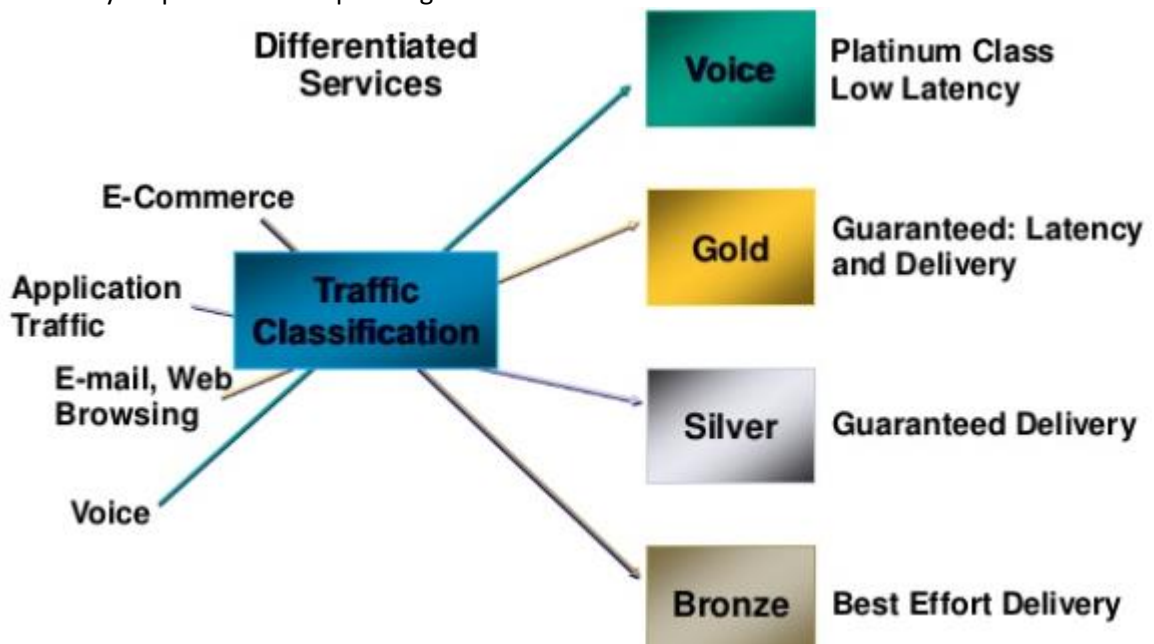 Differentiated
Services
Voice
Platinum Class
Low Latency
E-Commerce
Gold
Guaranteed: Latency
and Delivery
Application
Traffic
Traffic
Classification
E-mail, Web
Browsing
Silver
Guaranteed Delivery
Voice
Bronze
Best Effort Delivery